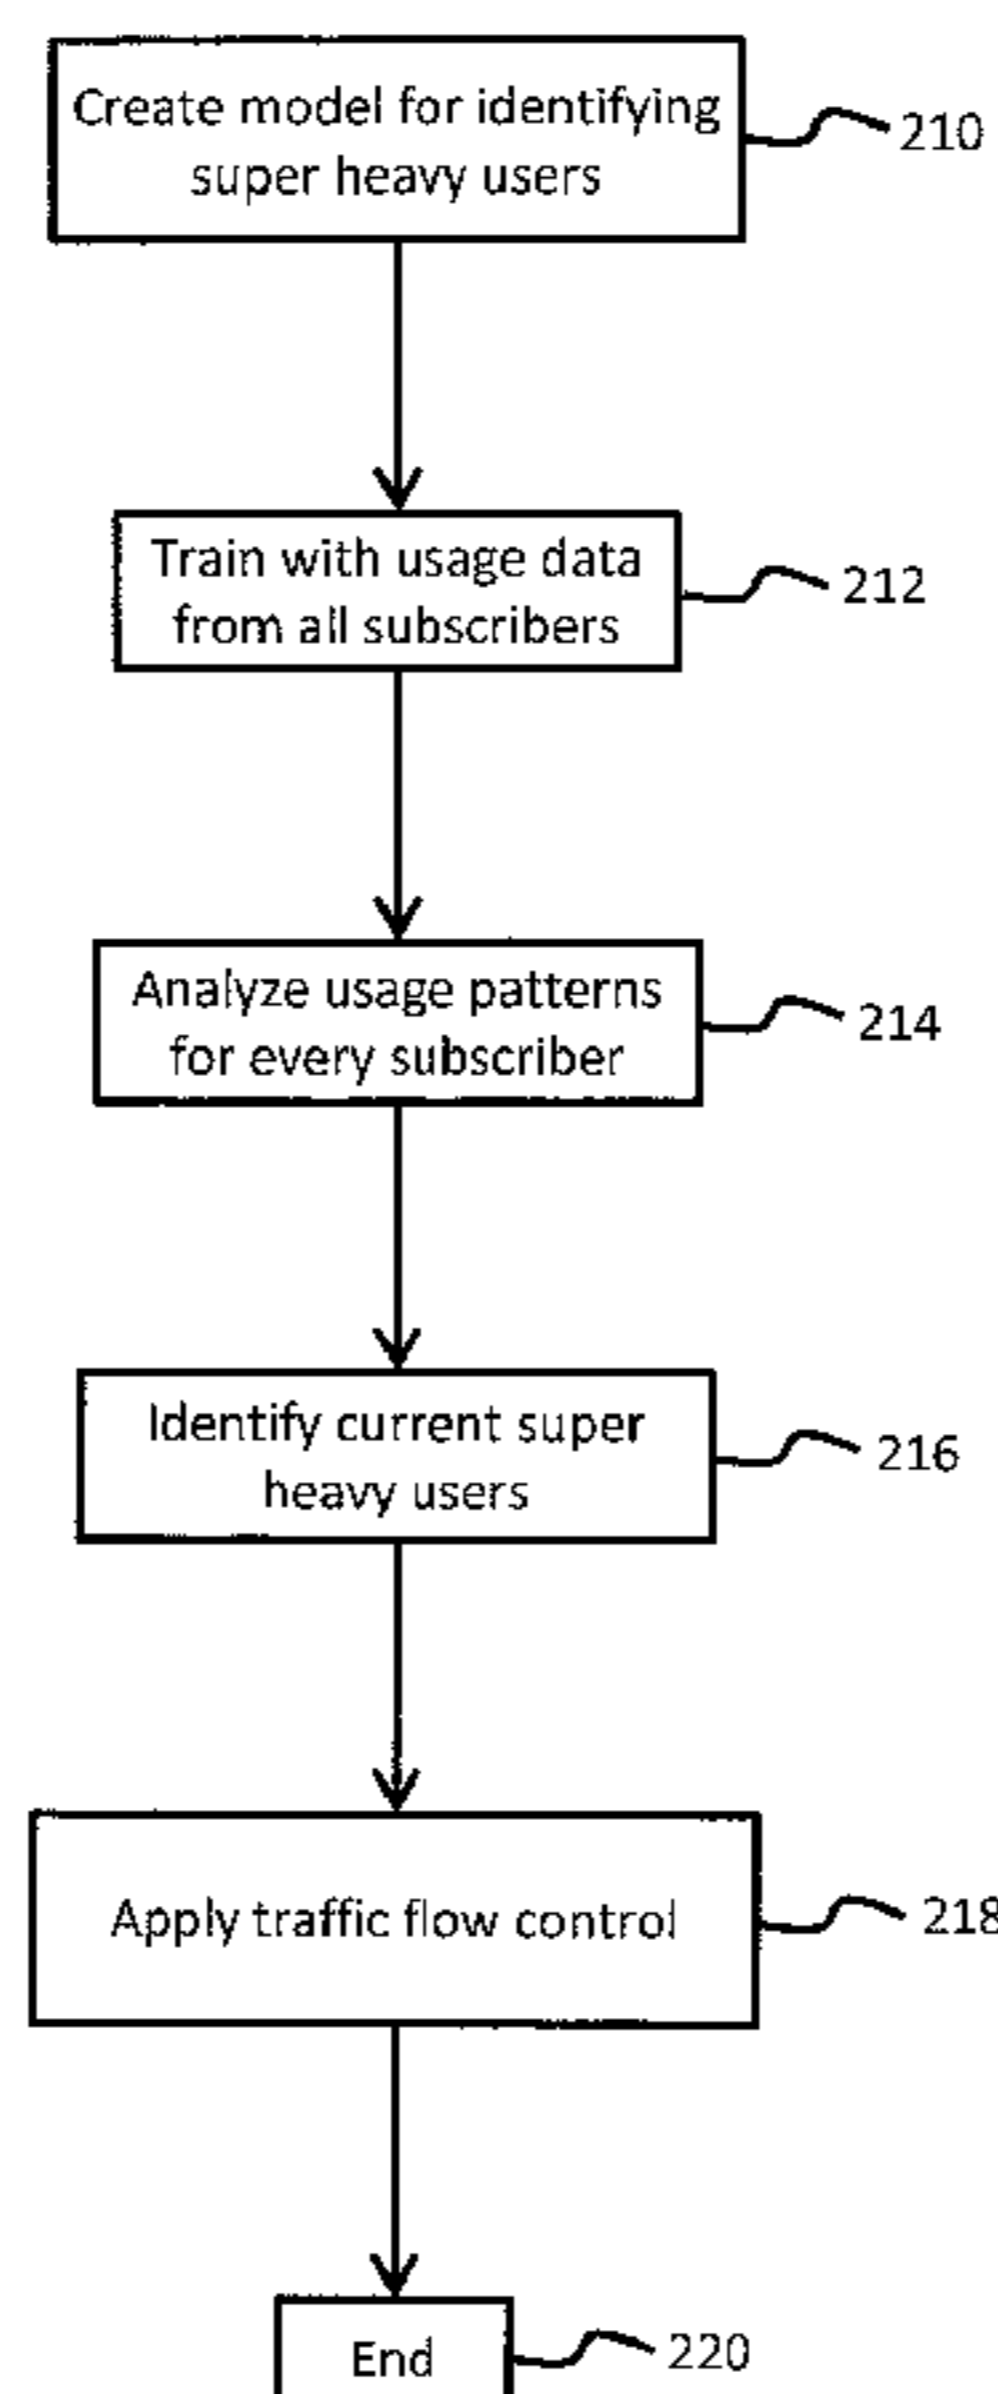 Create model for identifying
super heavy users
210
Train with usage data
from all subscribers
212
Analyze usage patterns
for every subscriber
214
Identify current super
heavy users
216
Apply traffic flow control
218
End
220